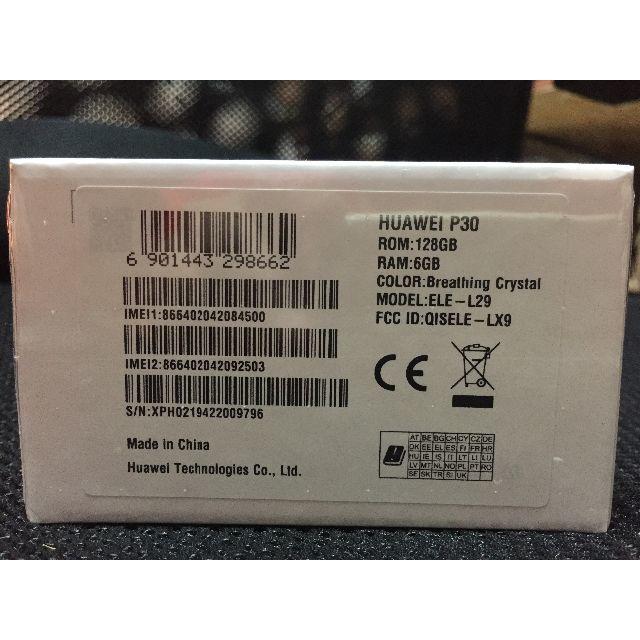 HUAWEI P30
ROM:128GB
RAM:6GB
COLOR:Breathing Crystal
MODEL:ELE-L29
FCC ID:QISELE-LX9
6 901443 298662
IMEI1:866402042084500
IMEI2:866402042092503
S/N:XPH0219422009796
Made in China
Huawei Technologies Co., Ltd.
CE
AT BE BG CH CY CZ DE
DK EE EL ES FI FR HR
HU IE IS IT LT LI LU
LV MT NL NO PL PT RO
SE SK TR SI UK